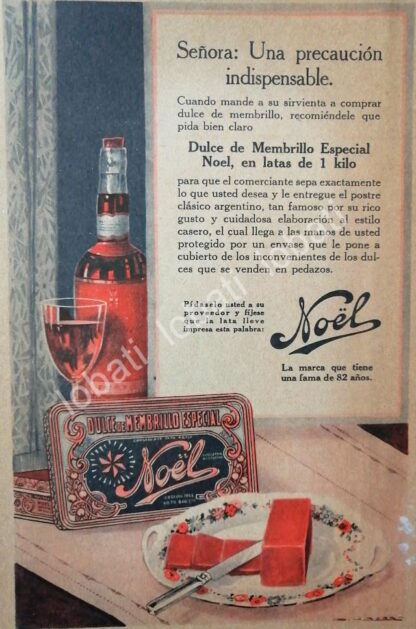 Señora: Una precaución
indispensable.
Cuando mande a su sirvienta a comprar
dulce de membrillo, recomiéndele que
pida bien claro
Dulce de Membrillo Especial
Noel, en latas de 1 kilo
para que el comerciante sepa exactamente
lo que usted desea y le entregue el postre
clásico argentino, tan famoso por su rico
gusto y cuidadosa elaboración al estilo
casero, el cual llega a las manos de usted
protegido por un envase que le pone a
cubierto de los inconvenientes de los dul-
ces que se venden en pedazos.
Pídaselo usted a su
proveedor y fíjese
que la lata lleve
impresa esta palabra:
Noël
La marca que tiene
una fama de 82 años.
DULCE DE MEMBRILLO ESPECIAL
Noël
lobati lobati lobati